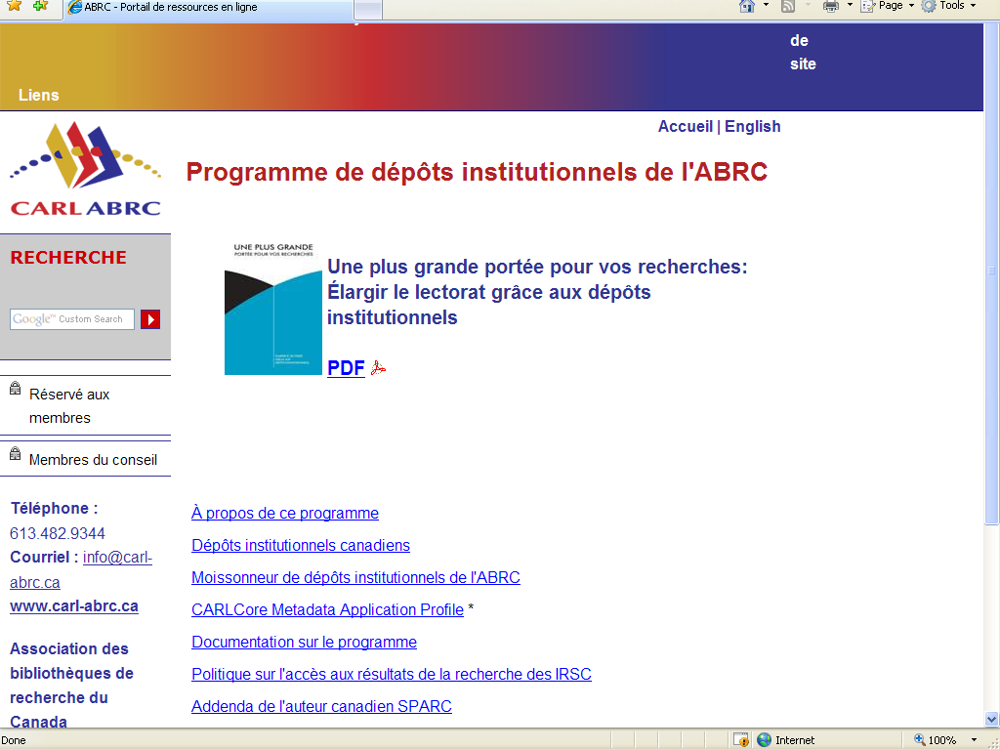 ABRC - Portail de ressources en ligne
Page
Tools
de
site
Liens
Accueil | English
CARL ABRC
Programme de dépôts institutionnels de l'ABRC
RECHERCHE
Google™ Custom Search
UNE PLUS GRANDE
PORTÉE POUR VOS RECHERCHES
Une plus grande portée pour vos recherches:
Élargir le lectorat grâce aux dépôts
institutionnels
PDF
Réservé aux
membres
Membres du conseil
Téléphone :
613.482.9344
Courriel : info@carl-
abrc.ca
www.carl-abrc.ca
Association des
bibliothèques de
recherche du
Canada
À propos de ce programme
Dépôts institutionnels canadiens
Moissonneur de dépôts institutionnels de l'ABRC
CARLCore Metadata Application Profile *
Documentation sur le programme
Politique sur l'accès aux résultats de la recherche des IRSC
Addenda de l'auteur canadien SPARC
Done
Internet
100%